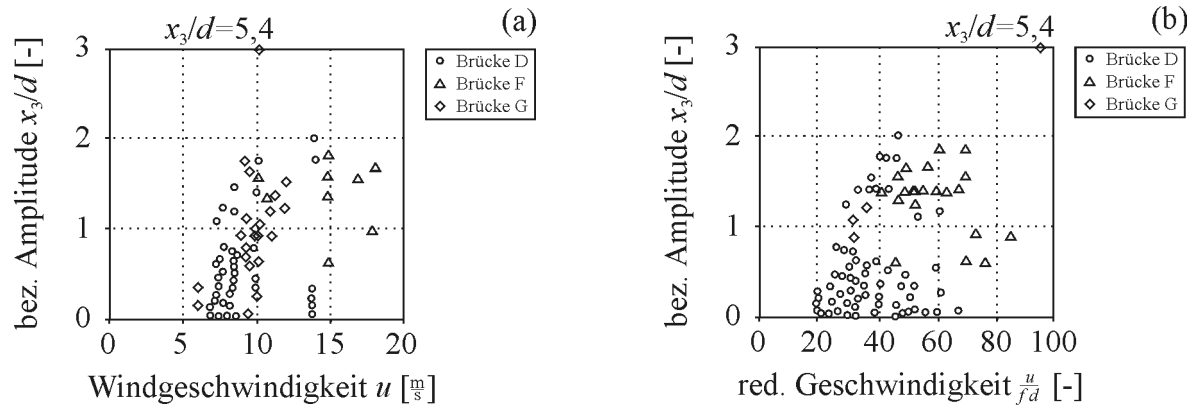 x₃/d=5,4
(a)
bez. Amplitude x₃/d [-]
3
2
1
0
0 5 10 15 20
Windgeschwindigkeit u [m/s]
Brücke D
Brücke F
Brücke G
x₃/d=5,4
(b)
bez. Amplitude x₃/d [-]
3
2
1
0
0 20 40 60 80 100
red. Geschwindigkeit u/fd [-]
Brücke D
Brücke F
Brücke G